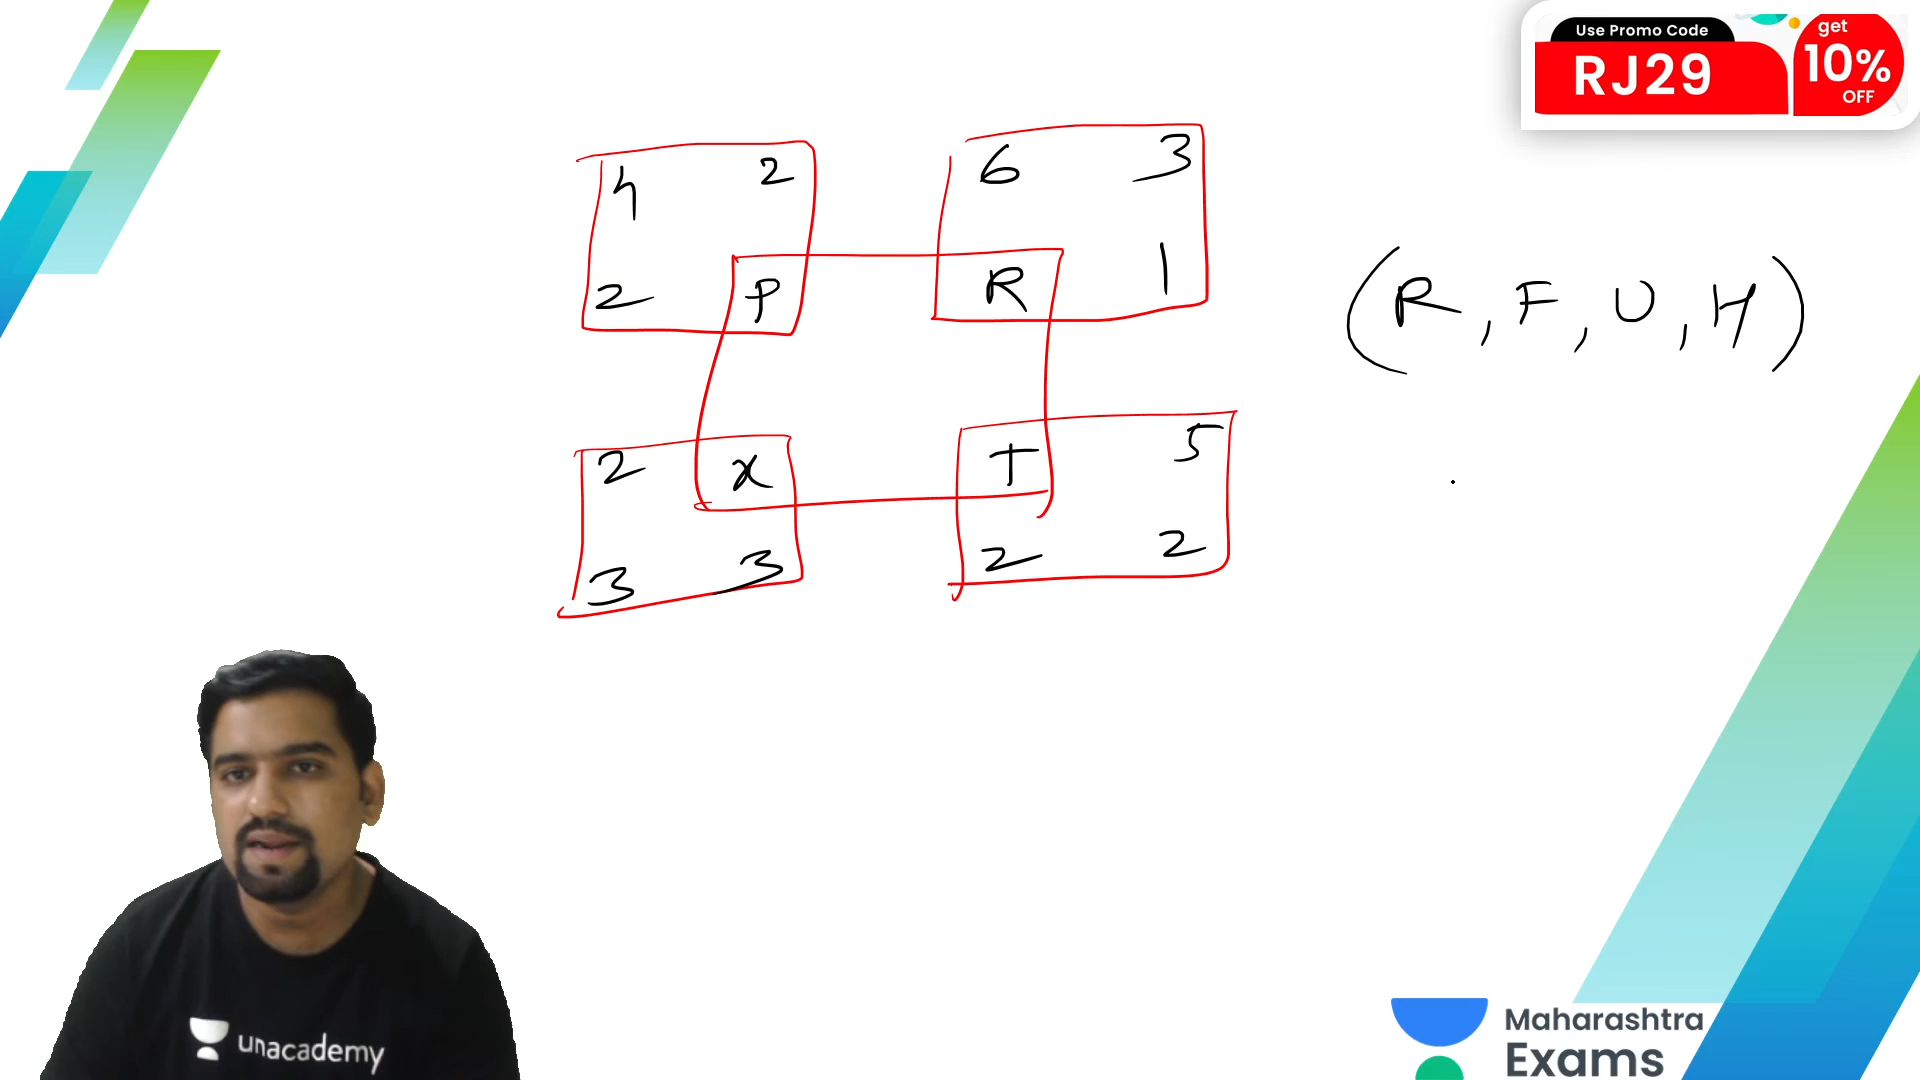 Use Promo Code
RJ29
get
10%
OFF
4 2
2 P
6 3
R 1
(R, F, U, H)
2 x
3 3
T 5
2 2
unacademy
Maharashtra
Exams